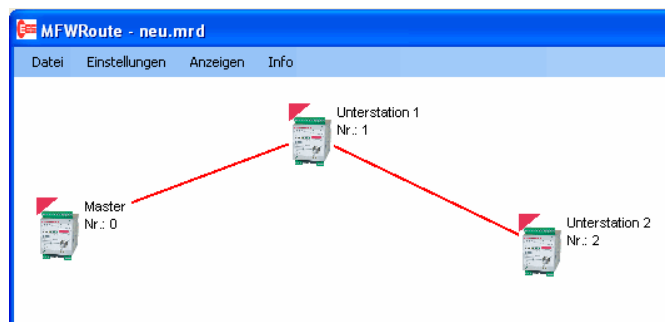 MFWRoute - neu.mrd
Datei Einstellungen Anzeigen Info
Unterstation 1
Nr.: 1
Master
Nr.: 0
Unterstation 2
Nr.: 2